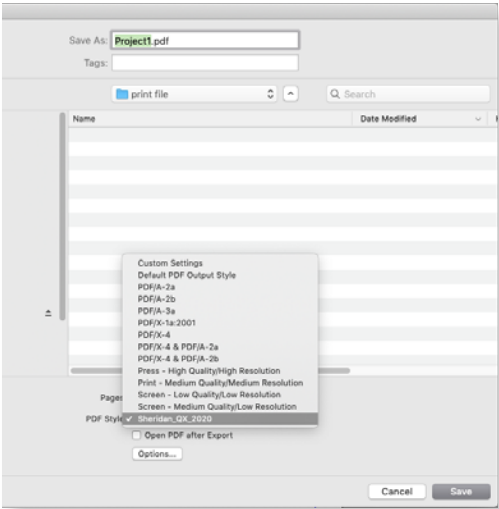 Save As: Project1.pdf
Tags:
print file
Search
Name Date Modified
Custom Settings
Default PDF Output Style
PDF/A-2a
PDF/A-2b
PDF/A-3a
PDF/X-1a:2001
PDF/X-4
PDF/X-4 & PDF/A-2a
PDF/X-4 & PDF/A-2b
Press - High Quality/High Resolution
Print - Medium Quality/Medium Resolution
Screen - Low Quality/Low Resolution
Screen - Medium Quality/Low Resolution
Pages
PDF Style ✓ Sheridan_QX_2020
Open PDF after Export
Options...
Cancel Save